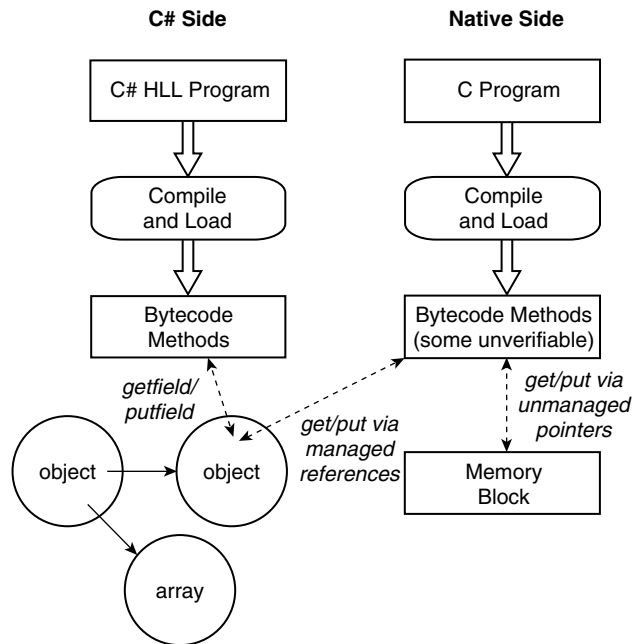 C# Side
Native Side
C# HLL Program
C Program
Compile
and Load
Compile
and Load
Bytecode
Methods
Bytecode Methods
(some unverifiable)
getfield/
putfield
get/put via
managed
references
get/put via
unmanaged
pointers
object
object
Memory
Block
array